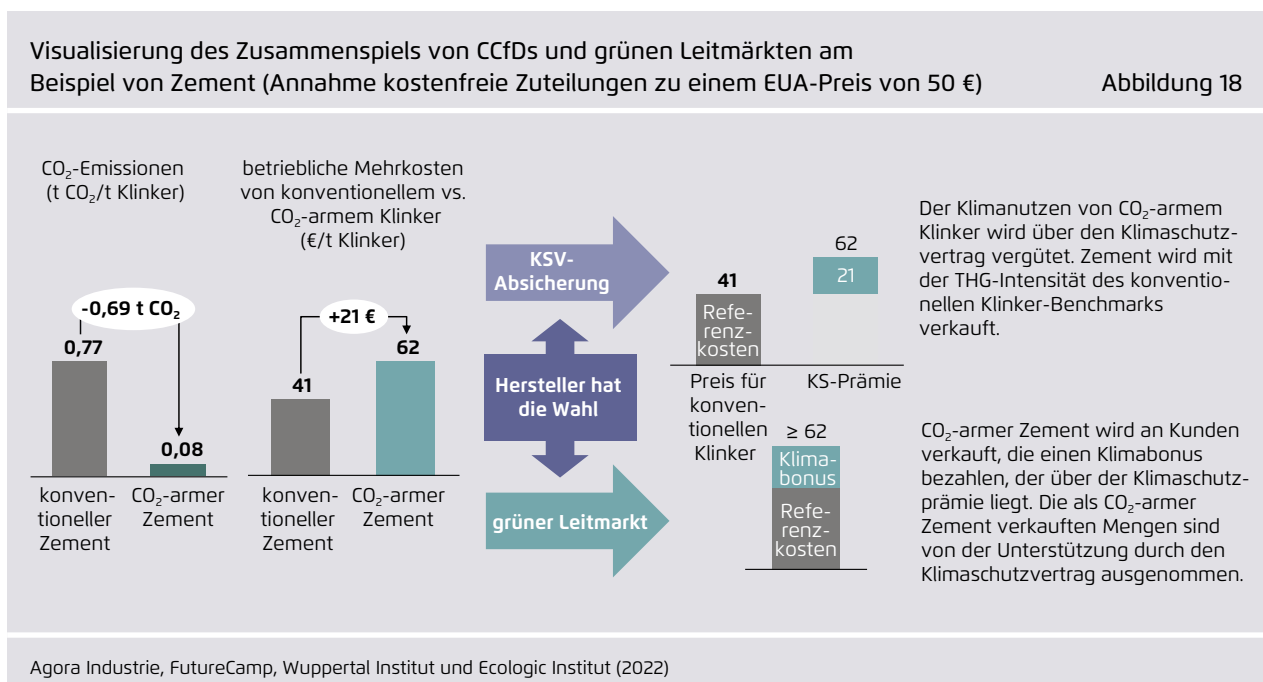 Visualisierung des Zusammenspiels von CCfDs und grünen Leitmärkten am
Beispiel von Zement (Annahme kostenfreie Zuteilungen zu einem EUA-Preis von 50 €)
Abbildung 18
CO₂-Emissionen
(t CO₂/t Klinker)
-0,69 t CO₂
0,77
0,08
konven-
tioneller
Zement
CO₂-armer
Zement
betriebliche Mehrkosten
von konventionellem vs.
CO₂-armem Klinker
(€/t Klinker)
+21 €
41
62
konven-
tioneller
Zement
CO₂-armer
Zement
KSV-
Absicherung
Hersteller hat
die Wahl
grüner Leitmarkt
41
Refe-
renz-
kosten
Preis für
konven-
tionellen
Klinker
62
21
KS-Prämie
≥ 62
Klima-
bonus
Refe-
renz-
kosten
Der Klimanutzen von CO₂-armem
Klinker wird über den Klimaschutz-
vertrag vergütet. Zement wird mit
der THG-Intensität des konventio-
nellen Klinker-Benchmarks
verkauft.
CO₂-armer Zement wird an Kunden
verkauft, die einen Klimabonus
bezahlen, der über der Klimaschutz-
prämie liegt. Die als CO₂-armer
Zement verkauften Mengen sind
von der Unterstützung durch den
Klimaschutzvertrag ausgenommen.
Agora Industrie, FutureCamp, Wuppertal Institut und Ecologic Institut (2022)